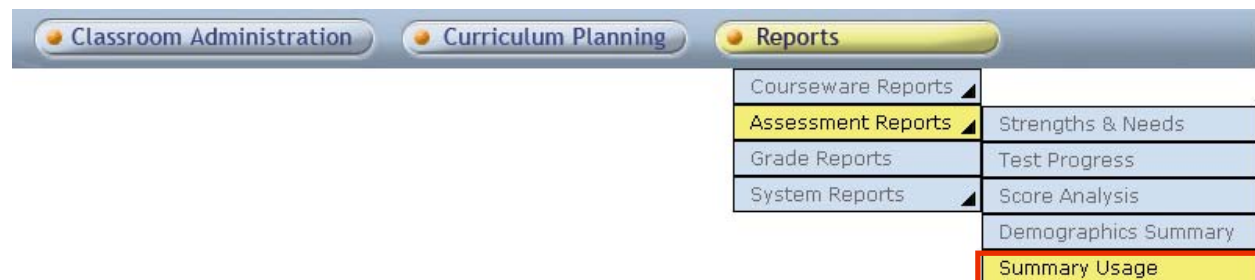 Classroom Administration
Curriculum Planning
Reports
Courseware Reports
Assessment Reports
Grade Reports
System Reports
Strengths & Needs
Test Progress
Score Analysis
Demographics Summary
Summary Usage